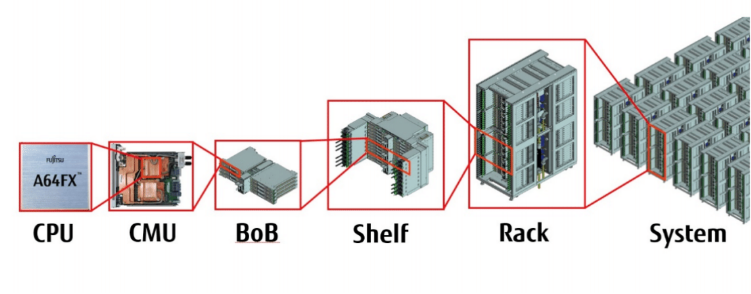 FUJITSU
A64FX™
CPU
CMU
BoB
Shelf
Rack
System